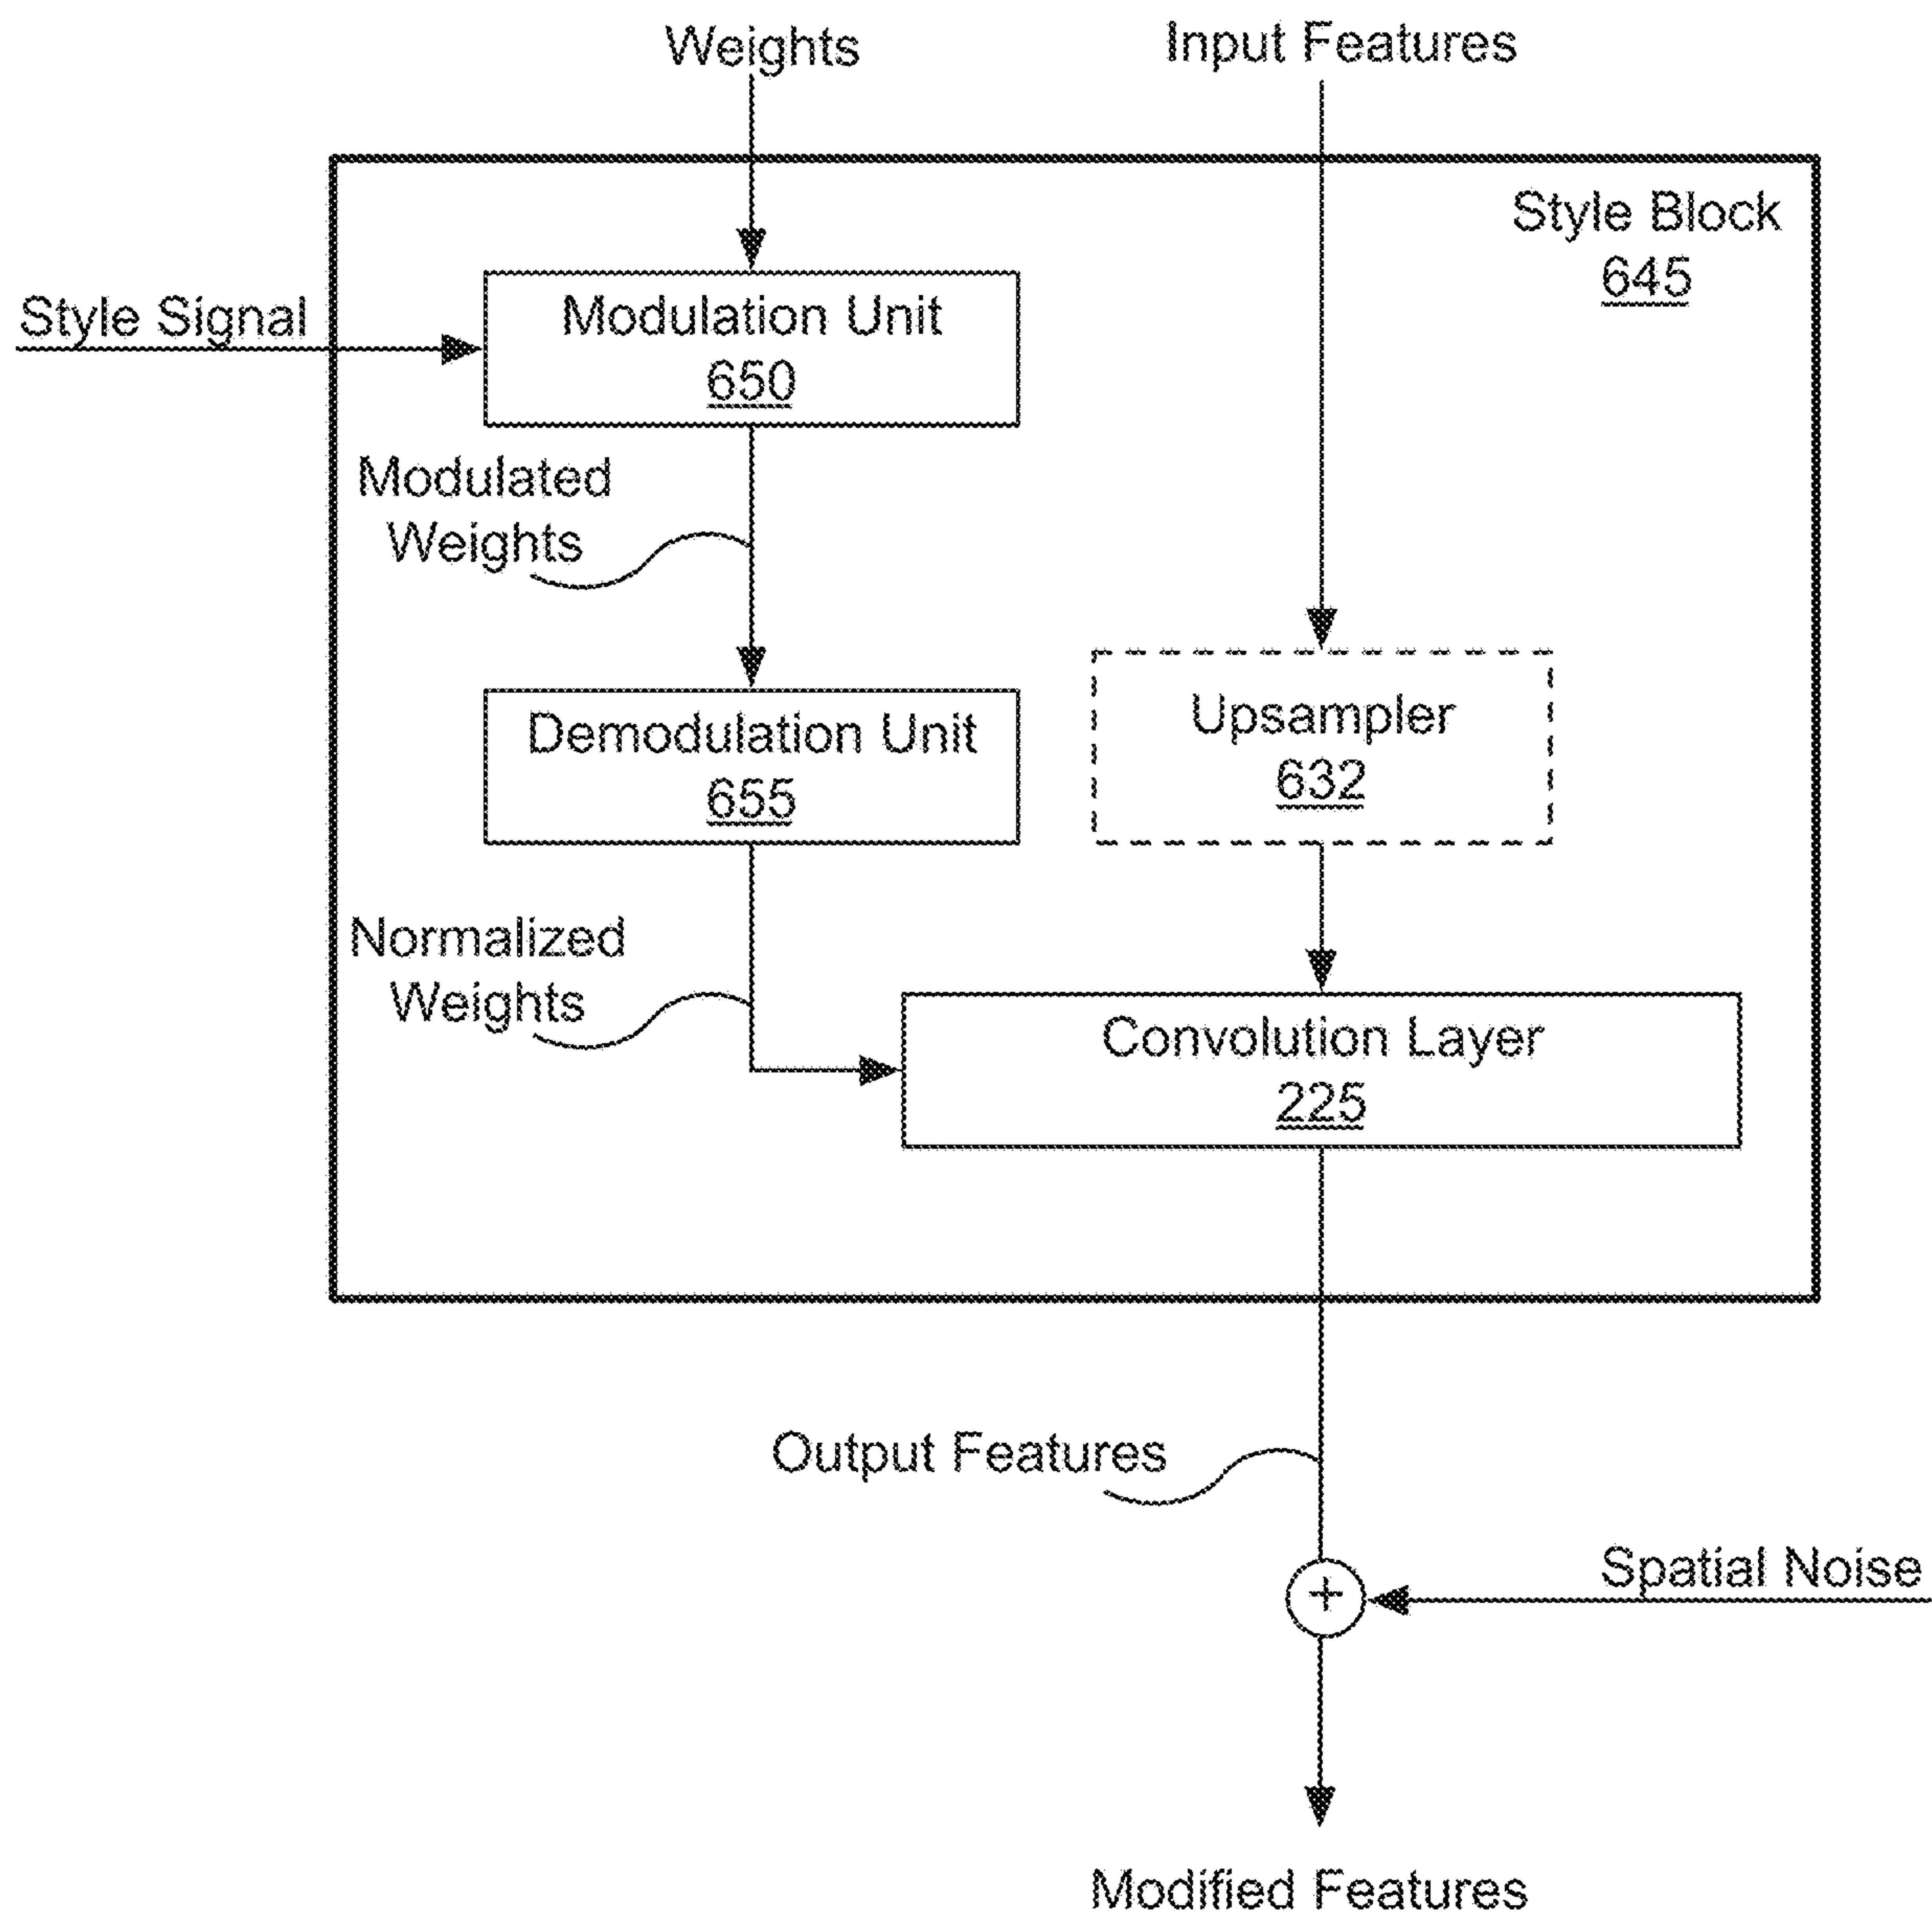 Weights
Input Features
Style Block
645
Style Signal
Modulation Unit
650
Modulated
Weights
Demodulation Unit
655
Upsampler
632
Normalized
Weights
Convolution Layer
225
Output Features
+
Spatial Noise
Modified Features